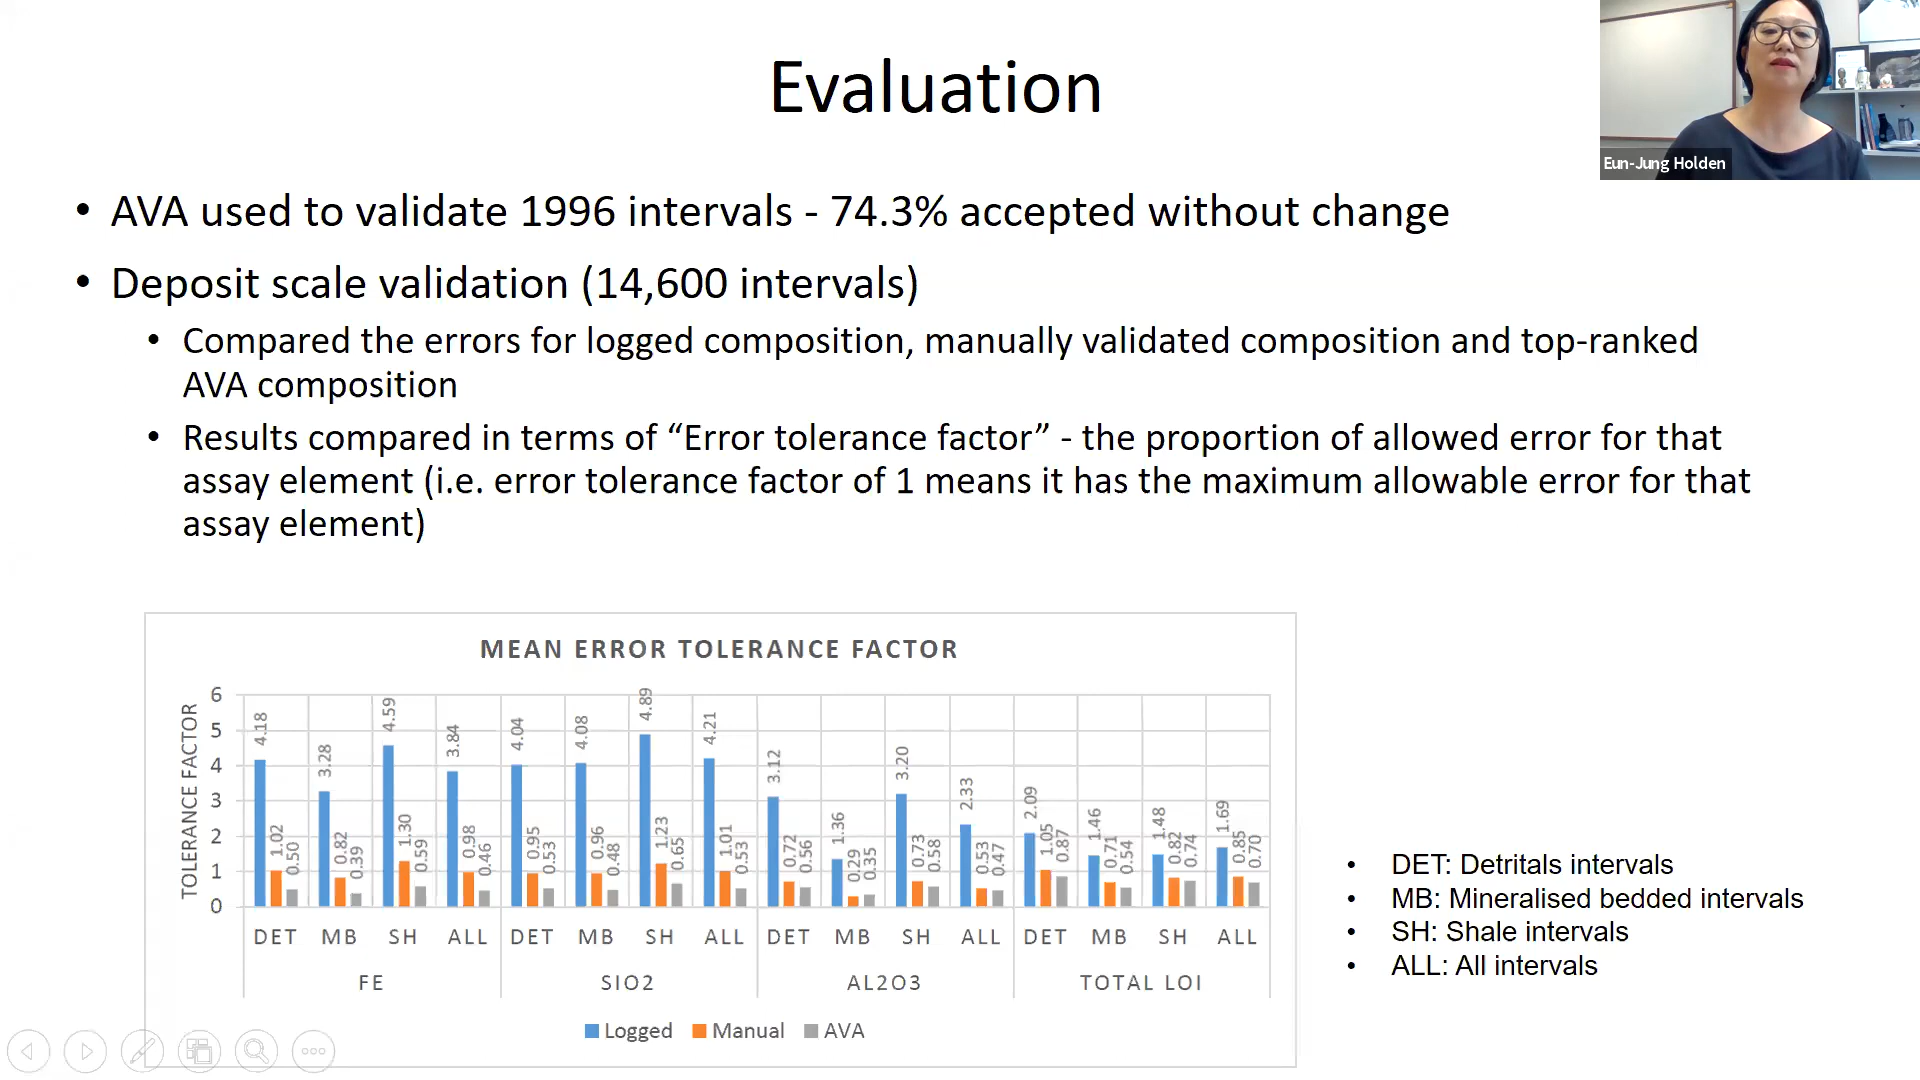 Evaluation
Eun-Jung Holden
• AVA used to validate 1996 intervals - 74.3% accepted without change
• Deposit scale validation (14,600 intervals)
• Compared the errors for logged composition, manually validated composition and top-ranked
AVA composition
• Results compared in terms of “Error tolerance factor” - the proportion of allowed error for that
assay element (i.e. error tolerance factor of 1 means it has the maximum allowable error for that
assay element)
MEAN ERROR TOLERANCE FACTOR
TOLERANCE FACTOR
6
5
4
3
2
1
0
4.18 1.02 0.50 3.28 0.82 0.39 4.59 1.30 0.59 3.84 0.98 0.46 4.04 0.95 0.53 4.08 0.96 0.48 4.89 1.23 0.65 4.21 1.01 0.53 3.12 0.72 0.56 1.36 0.29 0.35 3.20 0.73 0.58 2.33 0.53 0.47 2.09 1.05 0.87 1.46 0.71 0.54 1.48 0.82 0.74 1.69 0.85 0.70
DET MB SH ALL DET MB SH ALL DET MB SH ALL DET MB SH ALL
FE SIO2 AL2O3 TOTAL LOI
Logged Manual AVA
• DET: Detritals intervals
• MB: Mineralised bedded intervals
• SH: Shale intervals
• ALL: All intervals